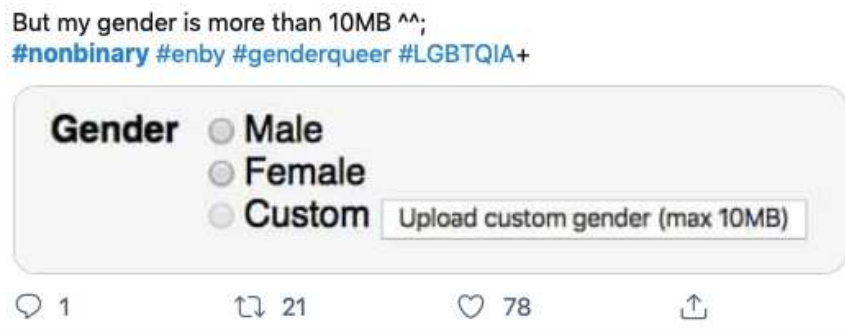 But my gender is more than 10MB ^^;
#nonbinary #enby #genderqueer #LGBTQIA+
Gender Male
Female
Custom Upload custom gender (max 10MB)
1 21 78